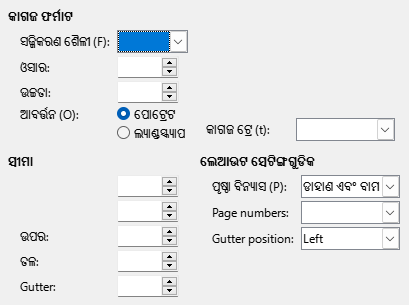 କାଗଜ ଫର୍ମାଟ
ସଜ୍ଜିକରଣ ଶୈଳୀ (F):
ଓସାର:
ଉଚ୍ଚତା:
ଆବର୍ତ୍ତନ (O):
ପୋଟ୍ରେଟ
ଲ୍ୟାଣ୍ଡସ୍କ୍ୟାପ
କାଗଜ ଟ୍ରେ (t):
ସୀମା
ଉପର:
ତଳ:
Gutter:
ଲେଆଉଟ ସେଟିଙ୍ଗଗୁଡିକ
ପୃଷ୍ଠା ବିନ୍ୟାସ (P):
ଡାହାଣ ଏବଂ ବାମ
Page numbers:
Gutter position:
Left